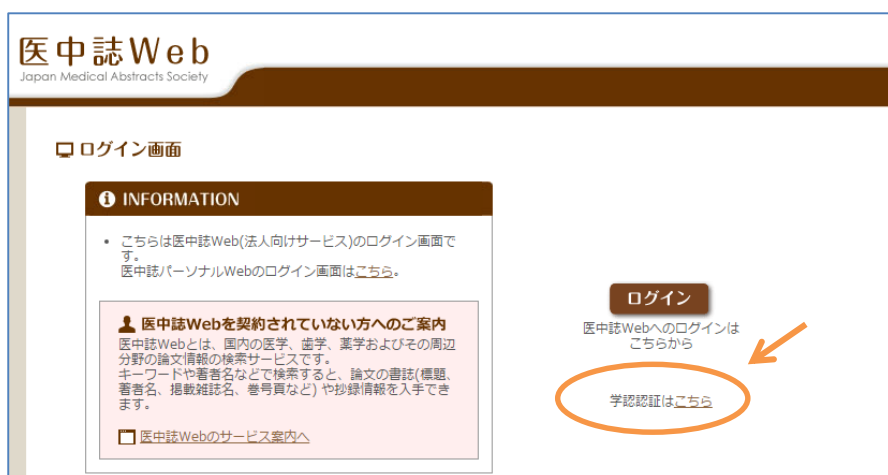 医中誌Web
Japan Medical Abstracts Society
ログイン画面
INFORMATION
• こちらは医中誌Web(法人向けサービス)のログイン画面で
す。
医中誌パーソナルWebのログイン画面はこちら。
医中誌Webを契約されていない方へのご案内
医中誌Webとは、国内の医学、歯学、薬学およびその周辺
分野の論文情報の検索サービスです。
キーワードや著者名などで検索すると、論文の書誌(標題、
著者名、掲載雑誌名、巻号頁など) や抄録情報を入手でき
ます。
医中誌Webのサービス案内へ
ログイン
医中誌Webへのログインは
こちらから
学認認証はこちら